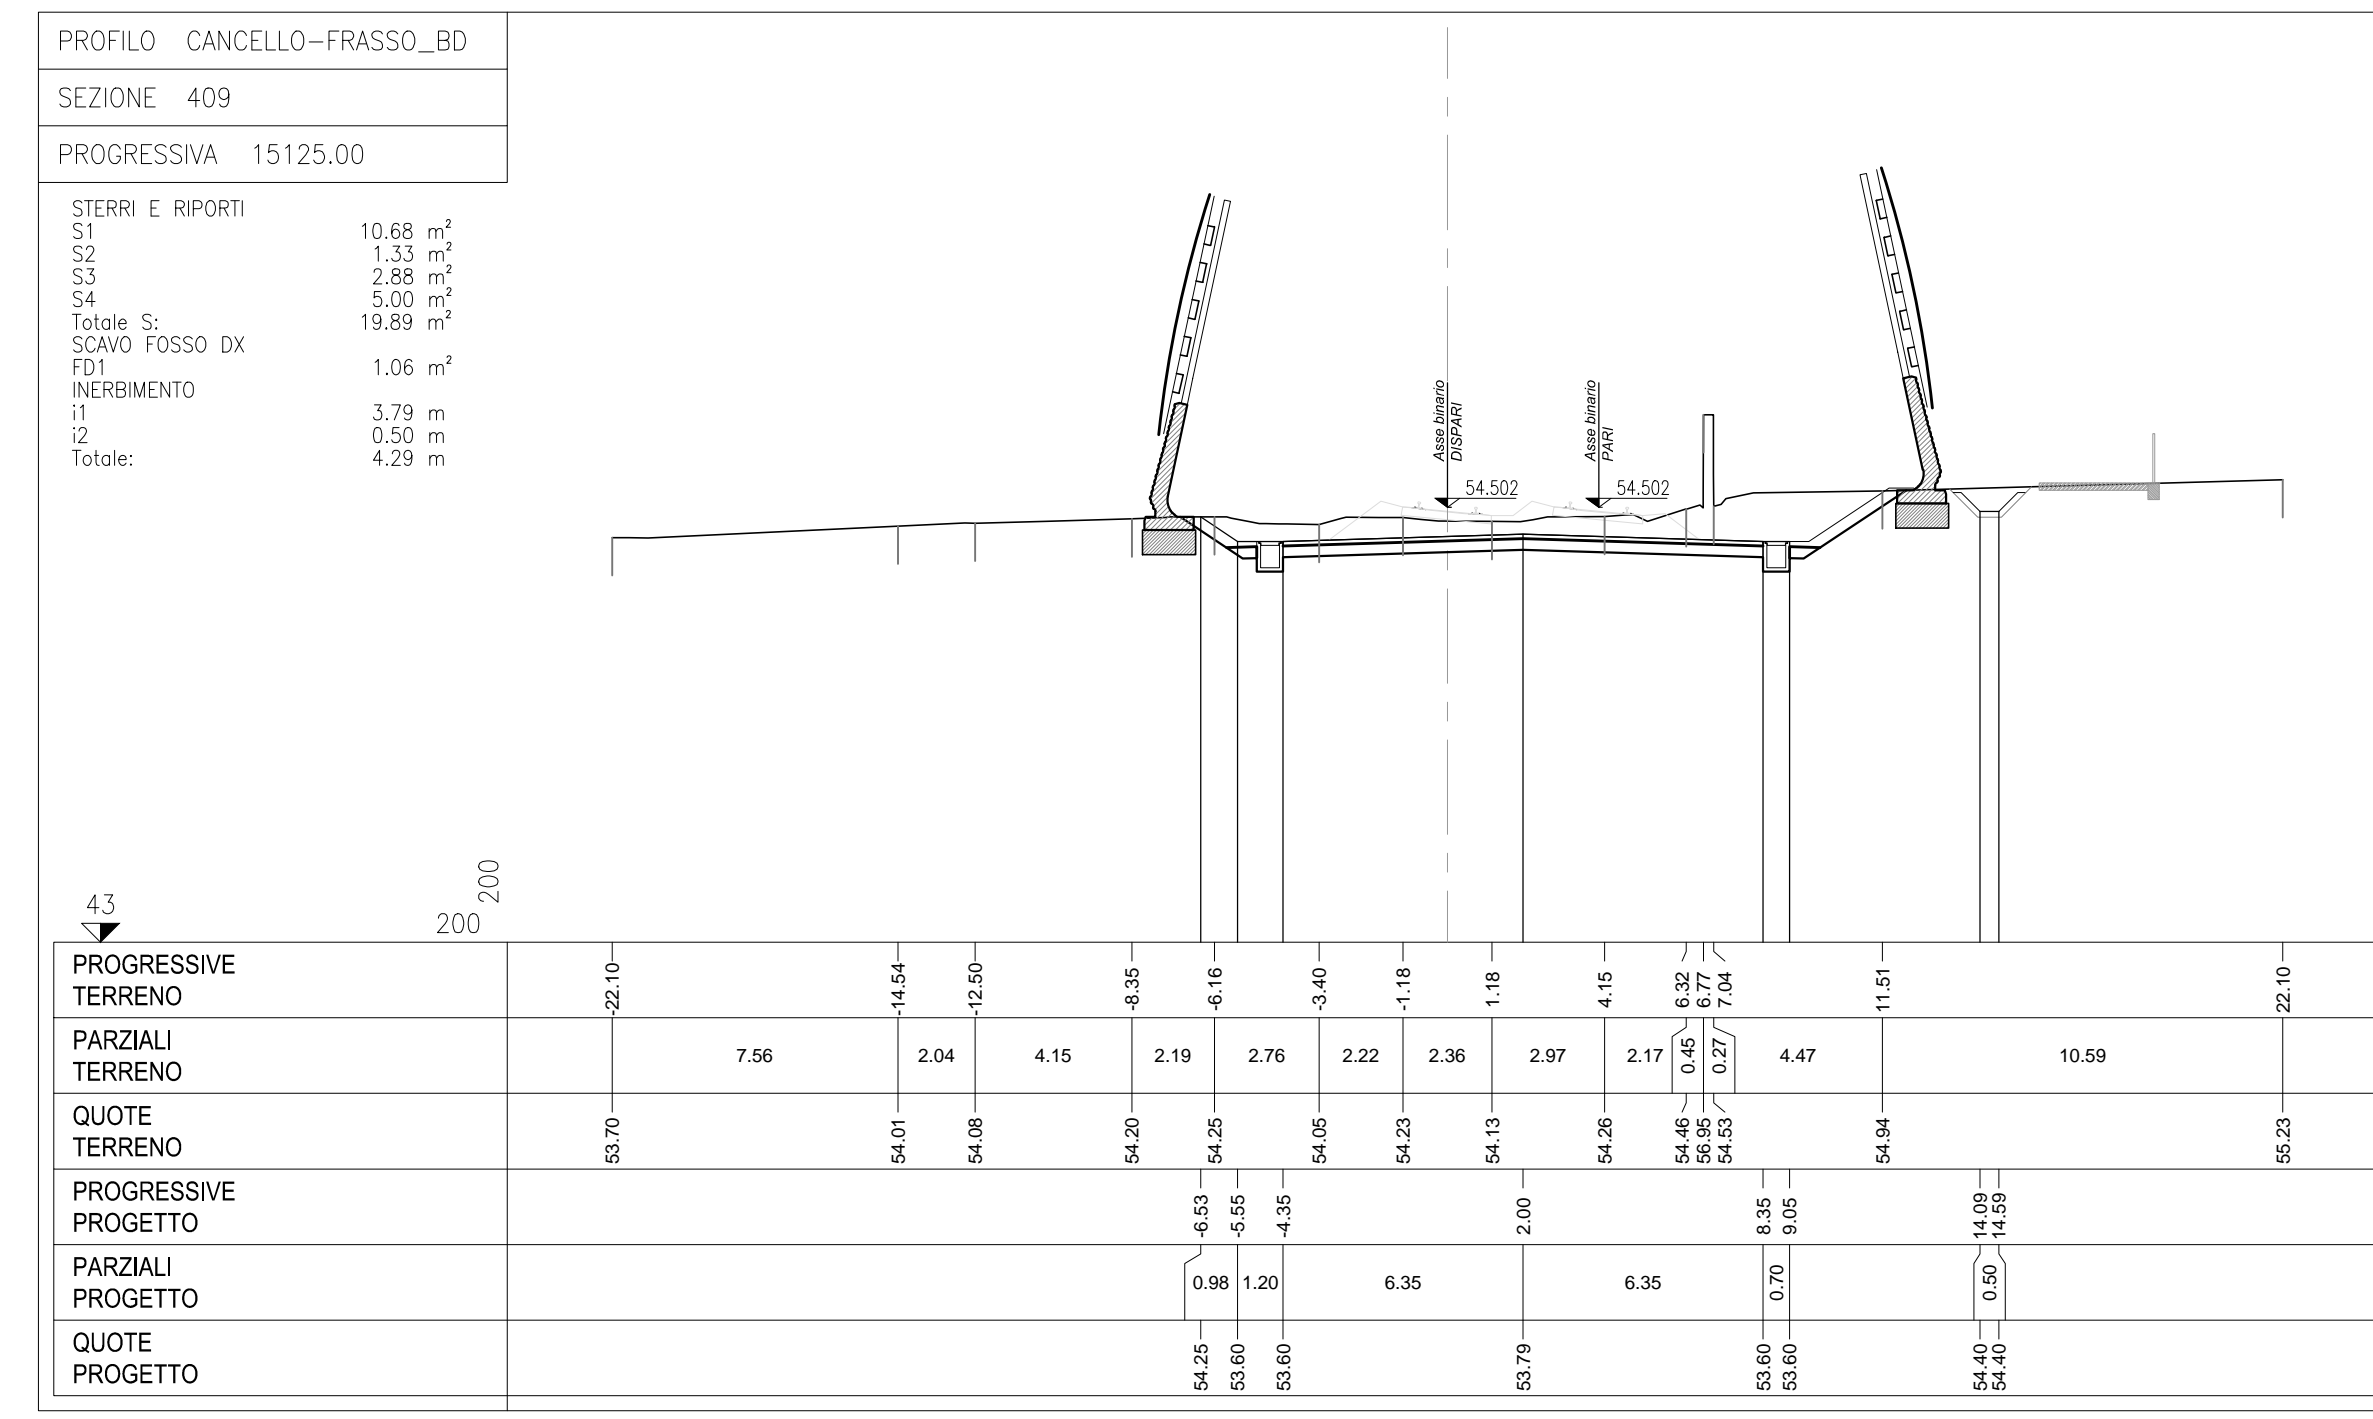 PROFILO CANCELLO-FRASSO_BD
SEZIONE 409
PROGRESSIVA 15125.00
STERRI E RIPORTI
S1 10.68 m²
S2 1.33 m²
S3 2.88 m²
S4 5.00 m²
Totale S: 19.89 m²
SCAVO FOSSO DX
FD1 1.06 m²
INERBIMENTO
i1 3.79 m
i2 0.50 m
Totale: 4.29 m
Asse binario
DISPARI
54.502
Asse binario
PARI
54.502
43
200
200
PROGRESSIVE
TERRENO
-22.10 -14.54 -12.50 -8.35 -6.16 -3.40 -1.18 1.18 4.15 6.32 6.77 7.04 11.51 22.10
PARZIALI
TERRENO
7.56 2.04 4.15 2.19 2.76 2.22 2.36 2.97 2.17 0.45 0.27 4.47 10.59
QUOTE
TERRENO
53.70 54.01 54.08 54.20 54.25 54.05 54.23 54.13 54.26 54.46 56.95 54.53 54.94 55.23
PROGRESSIVE
PROGETTO
-6.53 -5.55 -4.35 2.00 8.35 9.05 14.09 14.59
PARZIALI
PROGETTO
0.98 1.20 6.35 6.35 0.70 0.50
QUOTE
PROGETTO
54.25 53.60 53.60 53.79 53.60 53.60 54.40 54.40